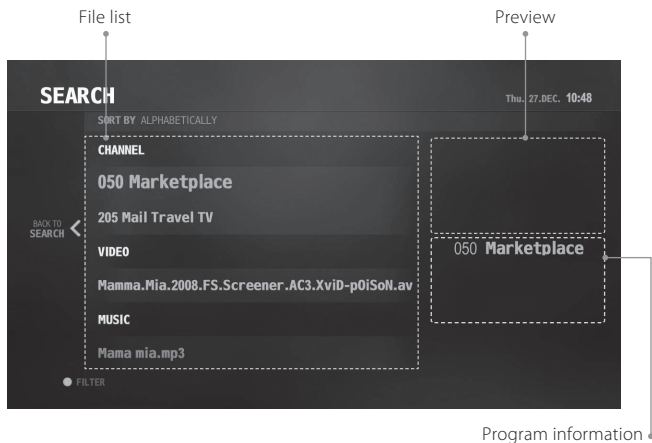 File list
Preview
SEARCH
Thu. 27.DEC. 10:48
SORT BY ALPHABETICALLY
CHANNEL
050 Marketplace
205 Mail Travel TV
BACK TO
SEARCH
VIDEO
050 Marketplace
Mamma.Mia.2008.FS.Screener.AC3.XviD-pOiSoN.av
MUSIC
Mama mia.mp3
FILTER
Program information